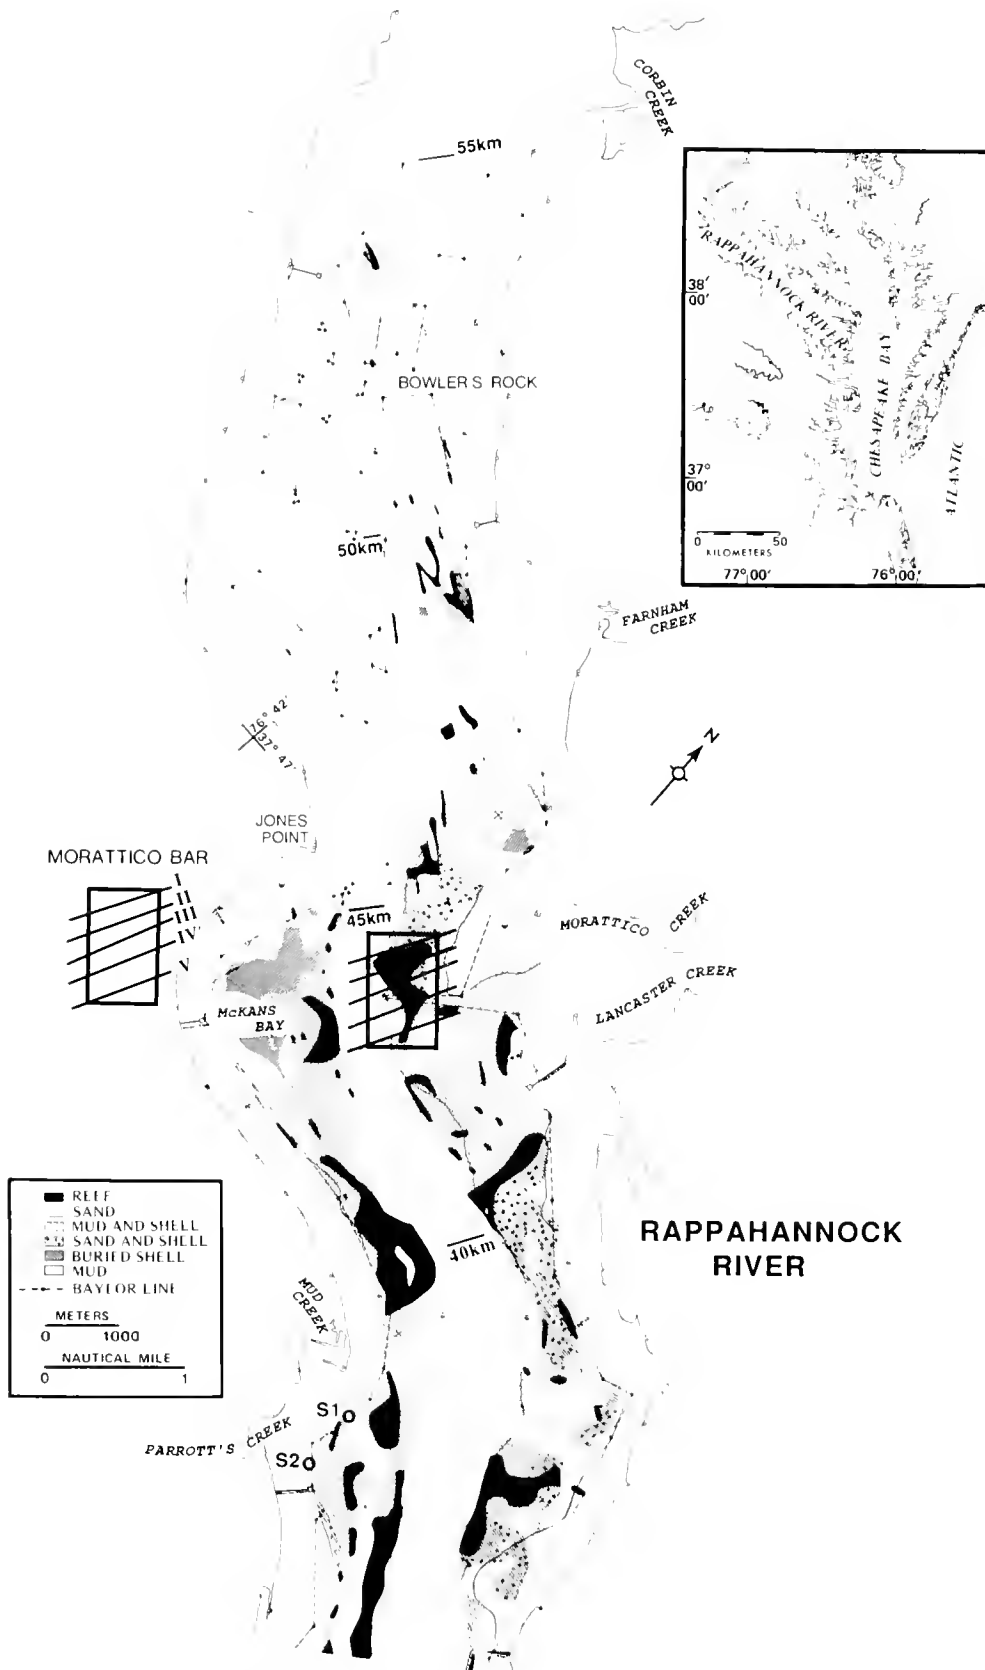 CORBIN
CREEK
55km
RAPPAHANNOCK RIVER
38°
00'
CHESAPEAKE BAY
37°
00'
ATLANTIC
0 50
KILOMETERS
77°00' 76°00'
BOWLER'S ROCK
50km
FARNHAM
CREEK
76° 42'
37° 47'
N
JONES
POINT
MORATTICO BAR
I
II
III
IV
V
45km
MORATTICO CREEK
LANCASTER CREEK
McKANS
BAY
REEF
SAND
MUD AND SHELL
SAND AND SHELL
BURIED SHELL
MUD
BAYLOR LINE
METERS
0 1000
NAUTICAL MILE
0 1
40km
RAPPAHANNOCK
RIVER
MUD
CREEK
S1
PARROTT'S CREEK
S2